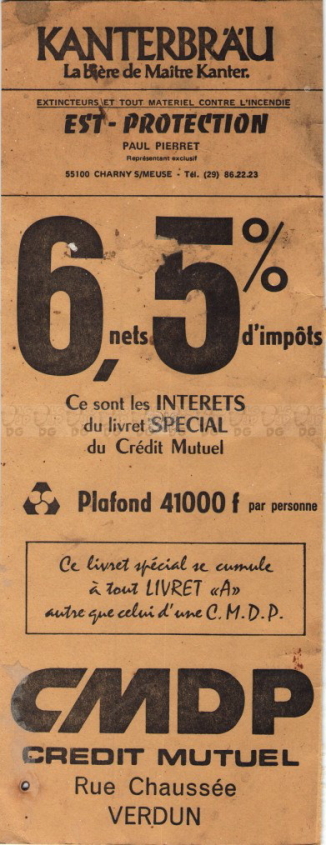 KANTERBRÄU
La Bière de Maître Kanter.
EXTINCTEURS ET TOUT MATERIEL CONTRE L'INCENDIE
EST - PROTECTION
PAUL PIERRET
Représentant exclusif
55100 CHARNY S/MEUSE - Tél. (29) 86.22.23
6,5%
nets d'impôts
Ce sont les INTERETS
du livret SPECIAL
du Crédit Mutuel
Plafond 41000 f par personne
Ce livret spécial se cumule
à tout LIVRET «A»
autre que celui d'une C.M.D.P.
CMDP
CREDIT MUTUEL
Rue Chaussée
VERDUN